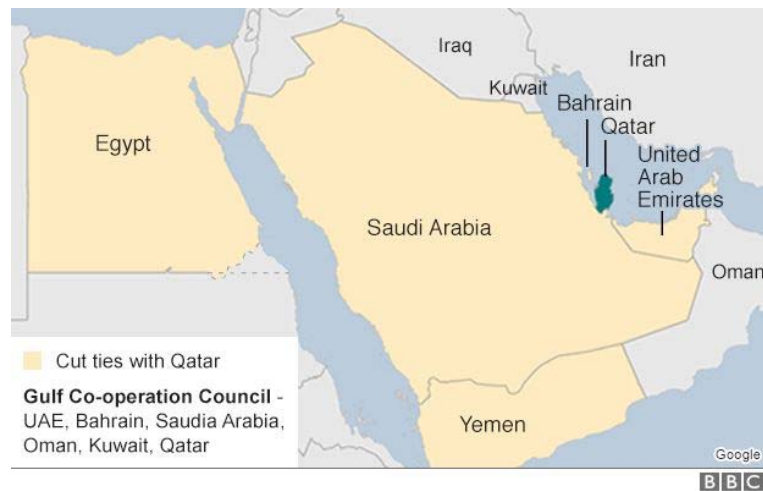 Iraq
Iran
Kuwait
Bahrain
Qatar
Egypt
United
Arab
Emirates
Saudi Arabia
Oman
Cut ties with Qatar
Gulf Co-operation Council -
UAE, Bahrain, Saudia Arabia,
Oman, Kuwait, Qatar
Yemen
Google
BBC